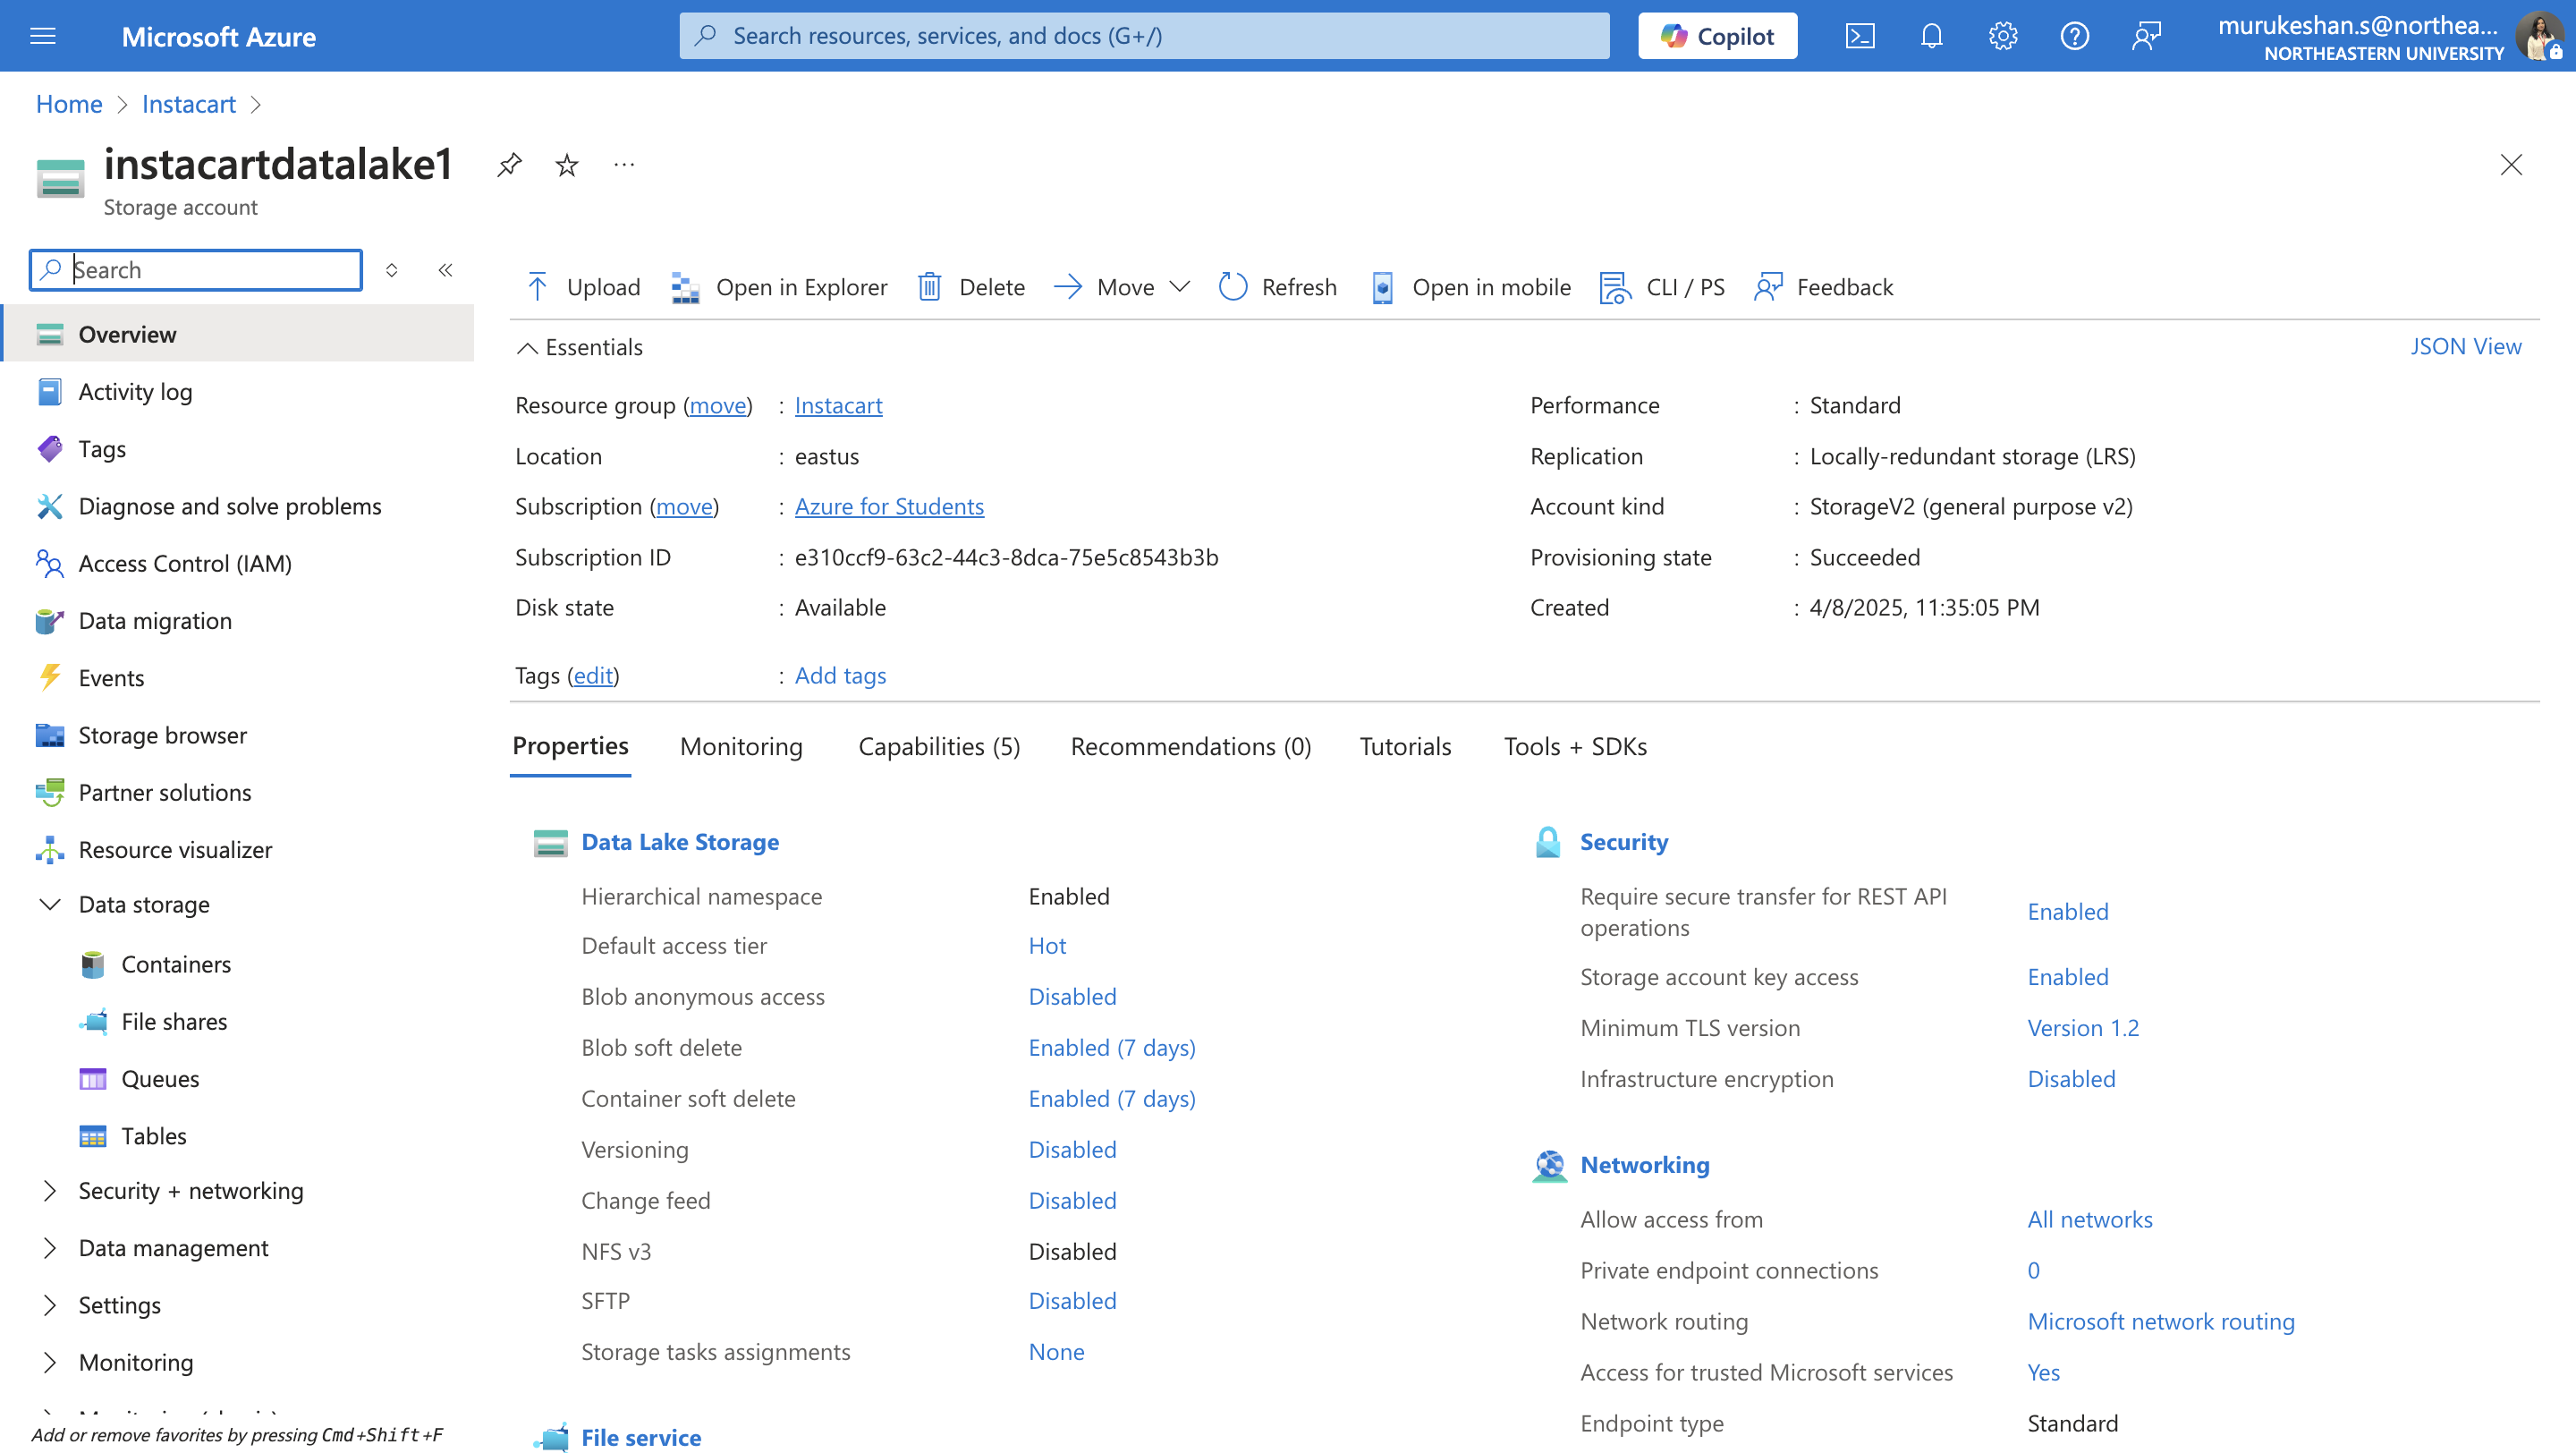 Microsoft Azure
Search resources, services, and docs (G+/)
Copilot
murukeshan.s@northea...
NORTHEASTERN UNIVERSITY
Home > Instacart >
instacartdatalake1
Storage account
Search
Upload Open in Explorer Delete Move Refresh Open in mobile CLI / PS Feedback
Overview
Activity log
Tags
Diagnose and solve problems
Access Control (IAM)
Data migration
Events
Storage browser
Partner solutions
Resource visualizer
Data storage
Containers
File shares
Queues
Tables
Security + networking
Data management
Settings
Monitoring
Add or remove favorites by pressing Cmd+Shift+F
Essentials
JSON View
Resource group (move) : Instacart
Location : eastus
Subscription (move) : Azure for Students
Subscription ID : e310ccf9-63c2-44c3-8dca-75e5c8543b3b
Disk state : Available
Tags (edit) : Add tags
Performance : Standard
Replication : Locally-redundant storage (LRS)
Account kind : StorageV2 (general purpose v2)
Provisioning state : Succeeded
Created : 4/8/2025, 11:35:05 PM
Properties Monitoring Capabilities (5) Recommendations (0) Tutorials Tools + SDKs
Data Lake Storage
Hierarchical namespace Enabled
Default access tier Hot
Blob anonymous access Disabled
Blob soft delete Enabled (7 days)
Container soft delete Enabled (7 days)
Versioning Disabled
Change feed Disabled
NFS v3 Disabled
SFTP Disabled
Storage tasks assignments None
File service
Security
Require secure transfer for REST API
operations Enabled
Storage account key access Enabled
Minimum TLS version Version 1.2
Infrastructure encryption Disabled
Networking
Allow access from All networks
Private endpoint connections 0
Network routing Microsoft network routing
Access for trusted Microsoft services Yes
Endpoint type Standard